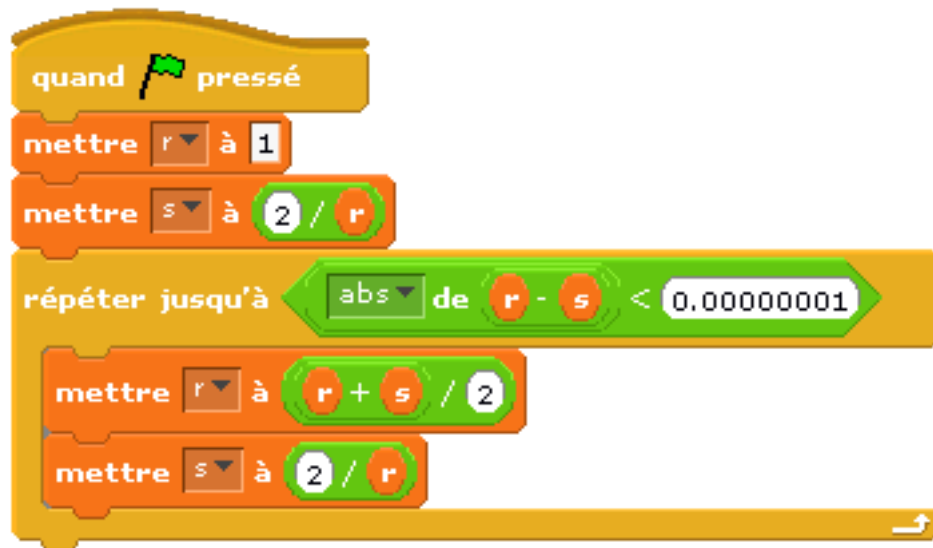 quand pressé
mettre r à 1
mettre s à 2 / r
répéter jusqu'à abs de r - s < 0.00000001
mettre r à r + s / 2
mettre s à 2 / r